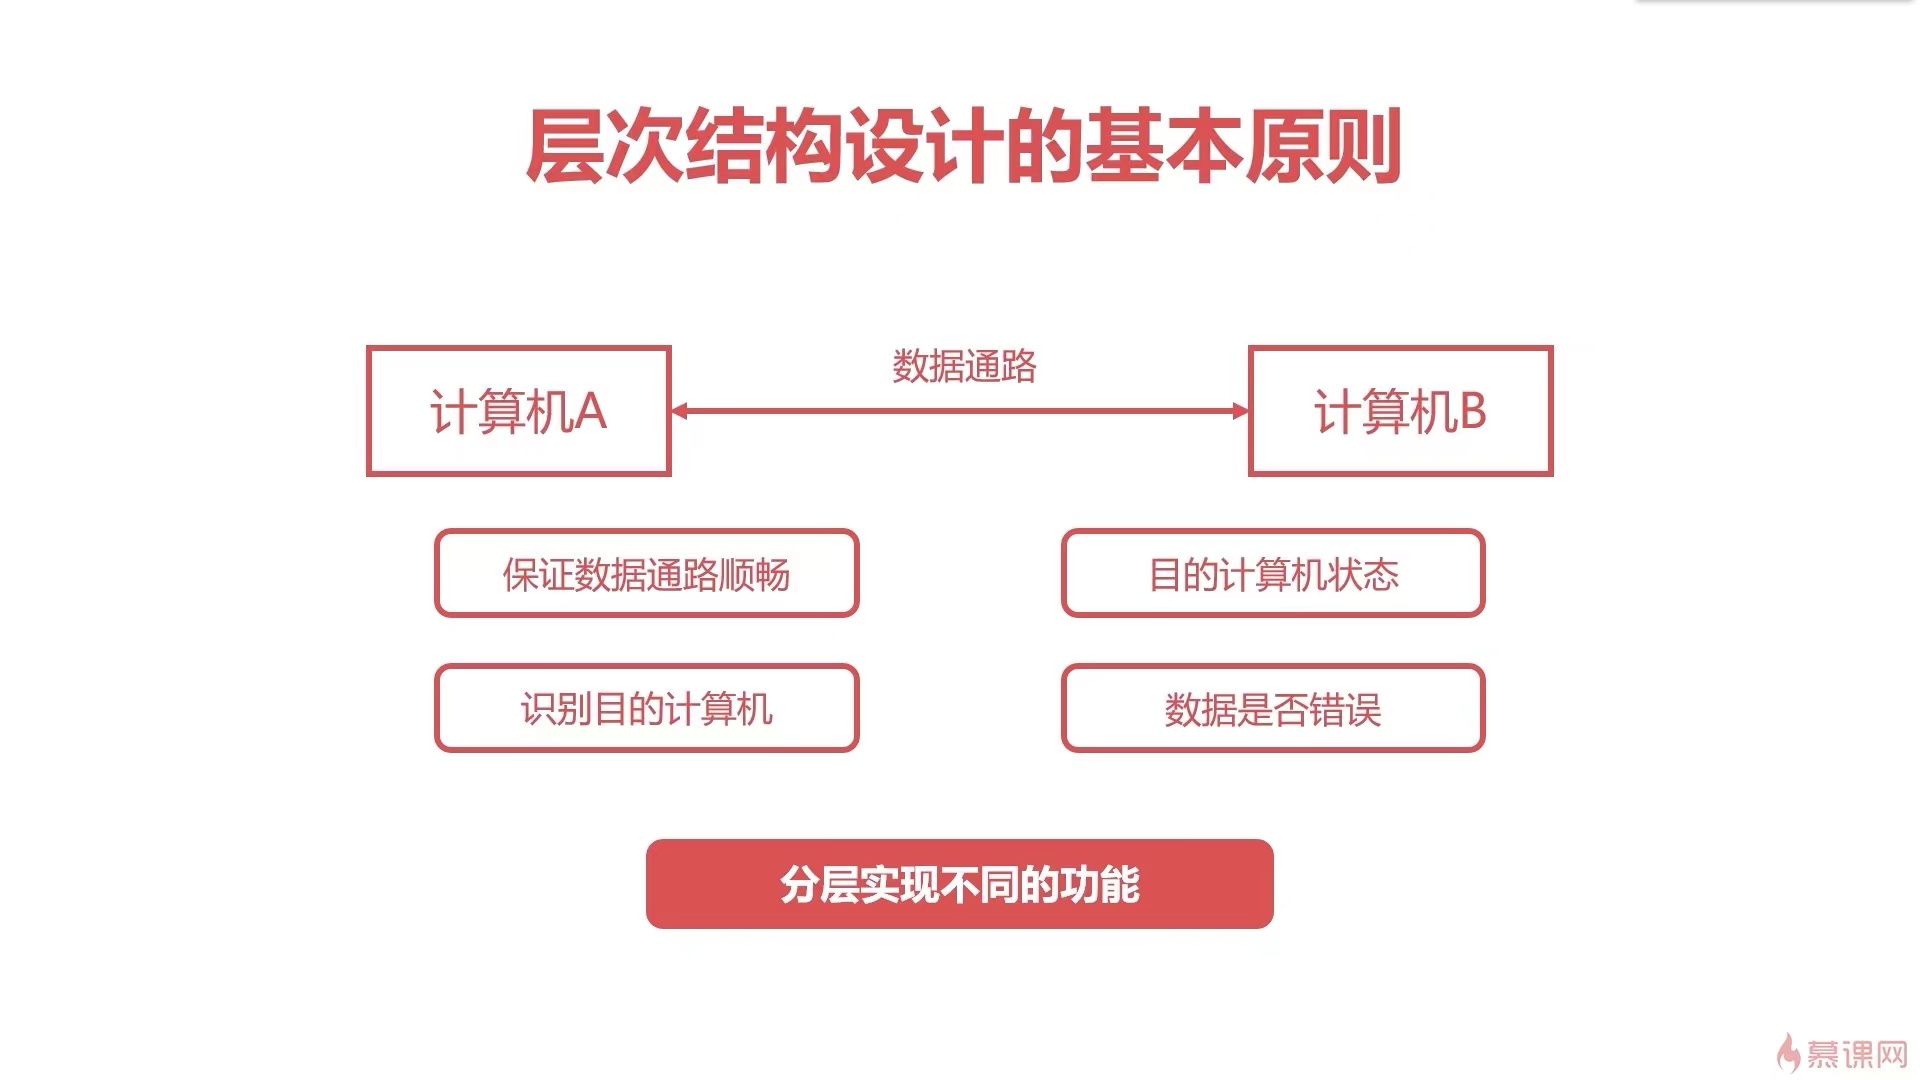 层次结构设计的基本原则
数据通路
计算机A
计算机B
保证数据通路顺畅
目的计算机状态
识别目的计算机
数据是否错误
分层实现不同的功能
慕课网